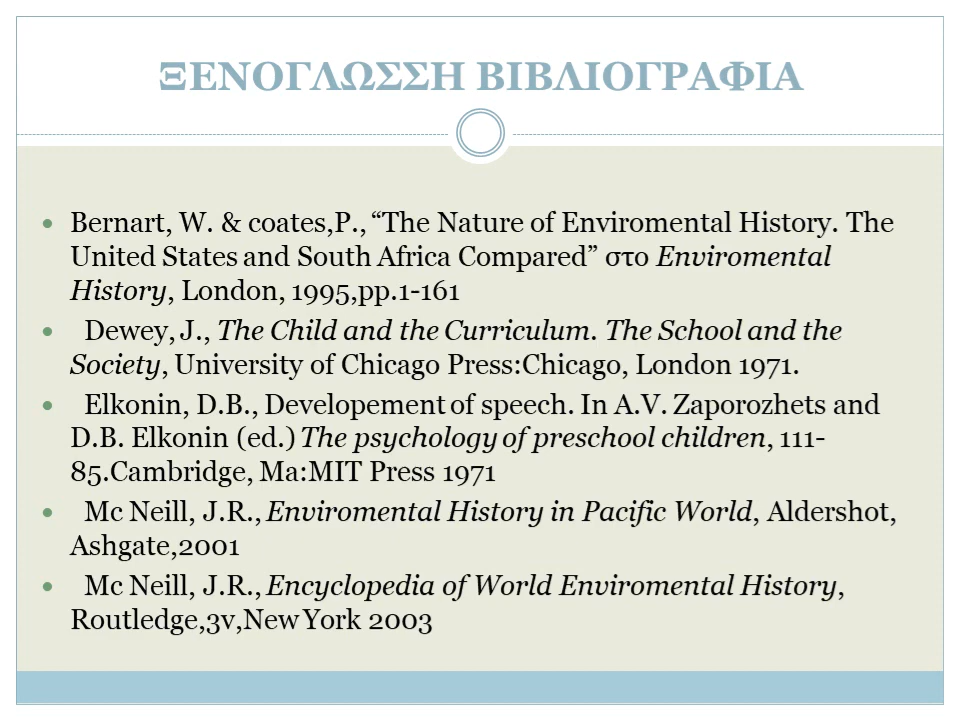 ΞΕΝΟΓΛΩΣΣΗ ΒΙΒΛΙΟΓΡΑΦΙΑ
• Bernart, W. & coates,P., “The Nature of Enviromental History. The
United States and South Africa Compared” στο Enviromental
History, London, 1995,pp.1-161
• Dewey, J., The Child and the Curriculum. The School and the
Society, University of Chicago Press:Chicago, London 1971.
• Elkonin, D.B., Developement of speech. In A.V. Zaporozhets and
D.B. Elkonin (ed.) The psychology of preschool children, 111-
85.Cambridge, Ma:MIT Press 1971
• Mc Neill, J.R., Enviromental History in Pacific World, Aldershot,
Ashgate,2001
• Mc Neill, J.R., Encyclopedia of World Enviromental History,
Routledge,3v,New York 2003